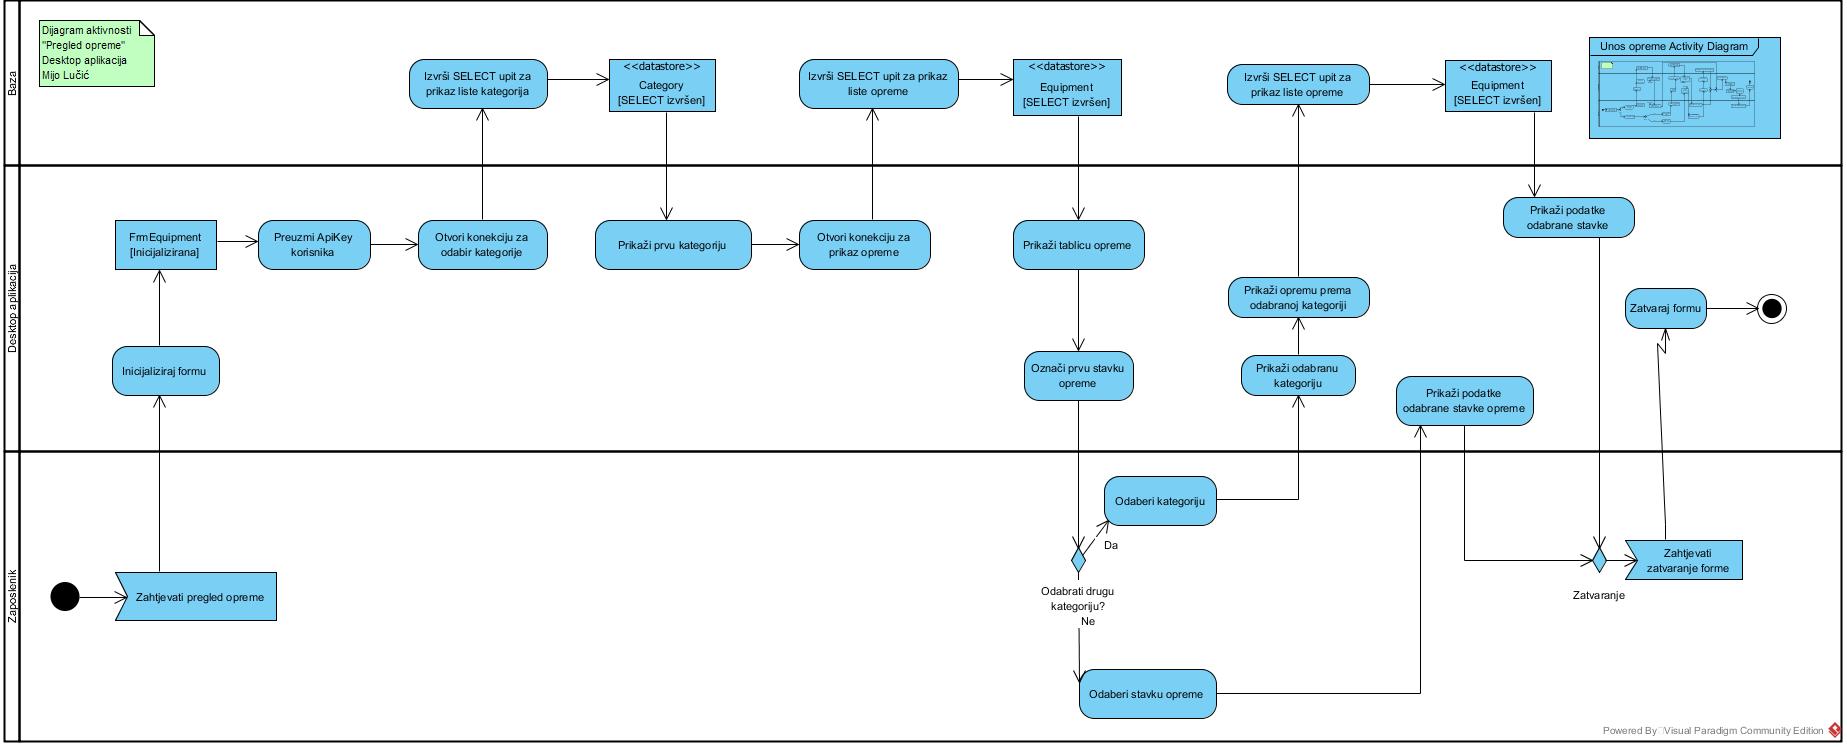 Dijagram aktivnosti
"Pregled opreme"
Desktop aplikacija
Mijo Lučić
Baza
Izvrši SELECT upit za
prikaz liste kategorija
<<datastore>>
Category
[SELECT izvršen]
Izvrši SELECT upit za prikaz
liste opreme
<<datastore>>
Equipment
[SELECT izvršen]
Izvrši SELECT upit za
prikaz liste opreme
<<datastore>>
Equipment
[SELECT izvršen]
Unos opreme Activity Diagram
Desktop aplikacija
FrmEquipment
[Inicijalizirana]
Preuzmi ApiKey
korisnika
Otvori konekciju za
odabir kategorije
Prikaži prvu kategoriju
Otvori konekciju za
prikaz opreme
Prikaži tablicu opreme
Prikaži podatke
odabrane stavke
Prikaži opremu prema
odabranoj kategoriji
Zatvaraj formu
Inicijaliziraj formu
Označi prvu stavku
opreme
Prikaži odabranu
kategoriju
Prikaži podatke
odabrane stavke opreme
Zaposlenik
Zahtjevati pregled opreme
Odaberi kategoriju
Da
Odabrati drugu
kategoriju?
Ne
Odaberi stavku opreme
Zahtjevati
zatvaranje forme
Zatvaranje
Powered By Visual Paradigm Community Edition